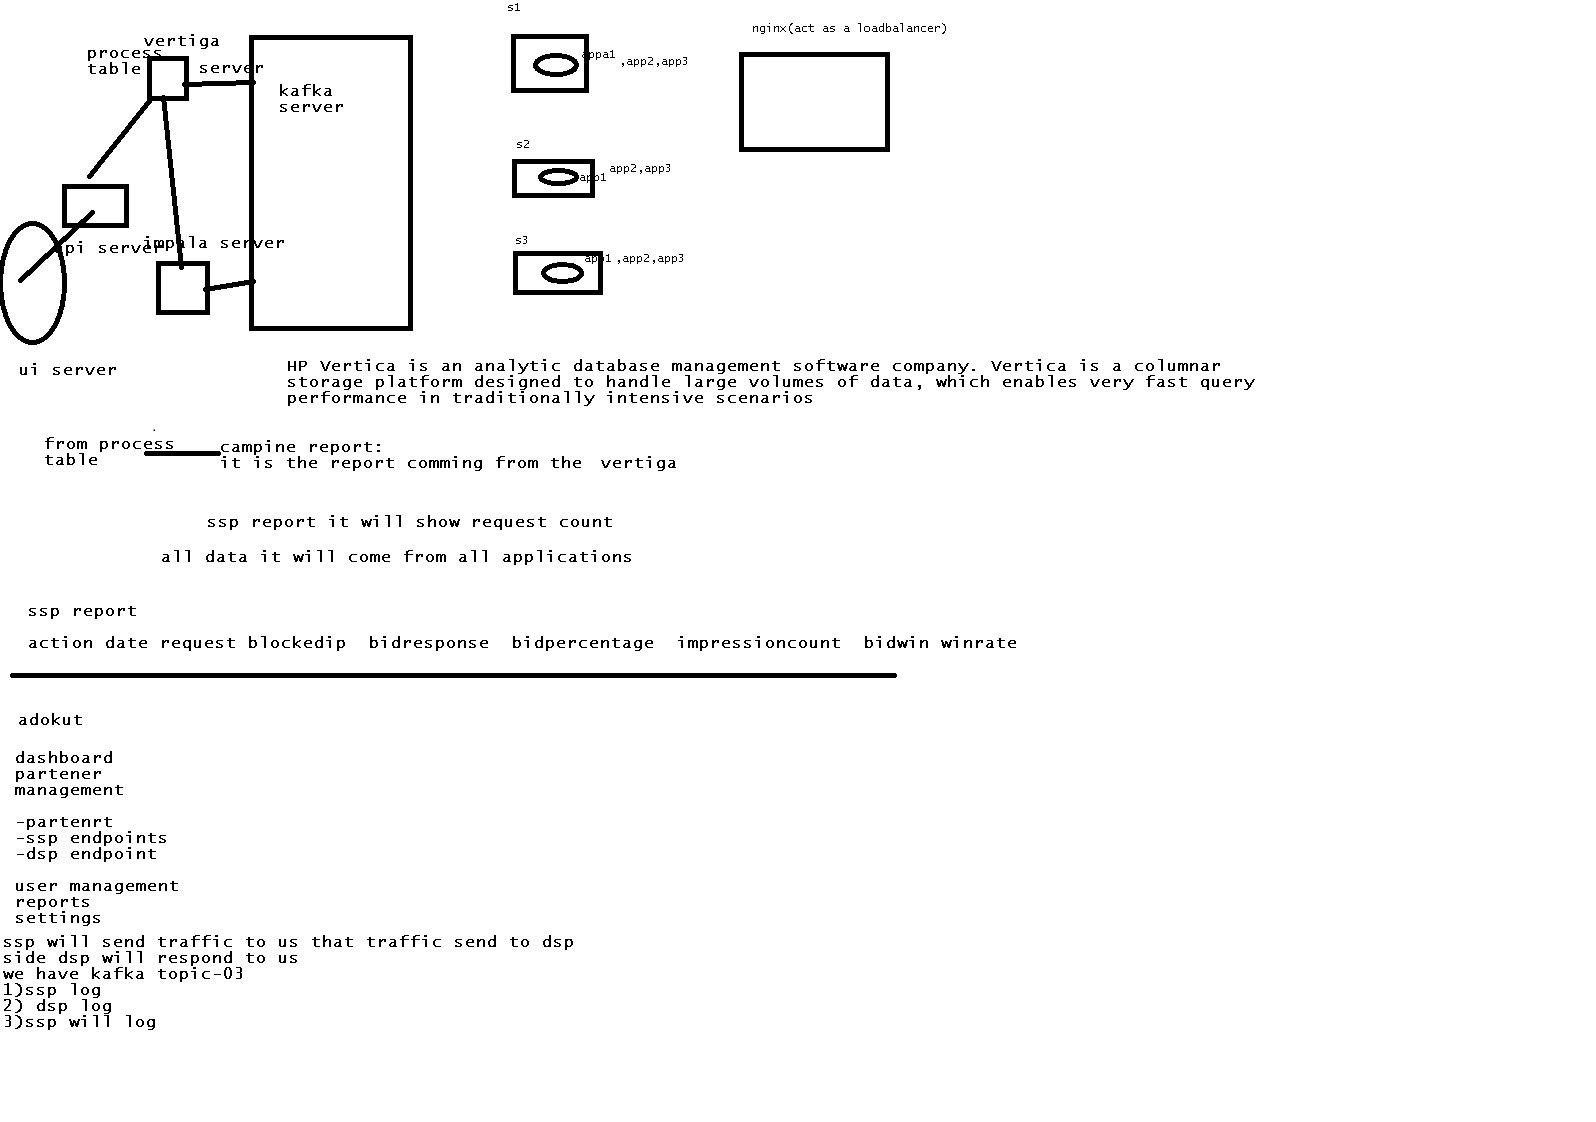 s1
nginx(act as a loadbalancer)
vertiga
server
process
table
kafka
server
appa1 ,app2,app3
s2
app2,app3
app1
s3
app1 ,app2,app3
impala server
pi server
ui server
HP Vertica is an analytic database management software company. Vertica is a columnar
storage platform designed to handle large volumes of data, which enables very fast query
performance in traditionally intensive scenarios
from process
table
campine report:
it is the report comming from the vertiga
ssp report it will show request count
all data it will come from all applications
ssp report
action date request blockedip bidresponse bidpercentage impressioncount bidwin winrate
adokut
dashboard
partener
management
-partenrt
-ssp endpoints
-dsp endpoint
user management
reports
settings
ssp will send traffic to us that traffic send to dsp
side dsp will respond to us
we have kafka topic-03
1)ssp log
2) dsp log
3)ssp will log